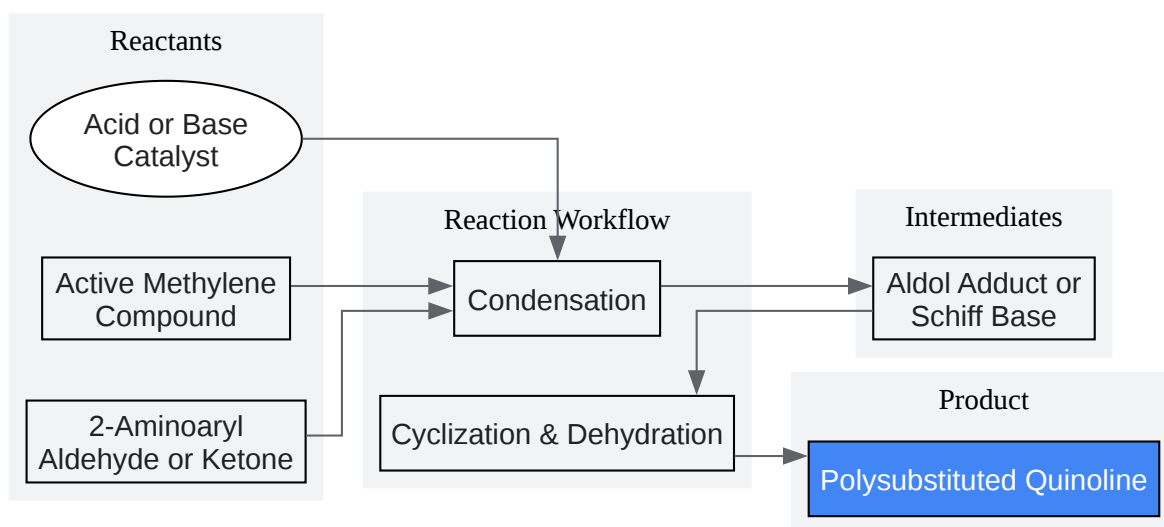 Reactants
Acid or Base
Catalyst
Active Methylene
Compound
2-Aminoaryl
Aldehyde or Ketone
Reaction Workflow
Condensation
Cyclization & Dehydration
Intermediates
Aldol Adduct or
Schiff Base
Product
Polysubstituted Quinoline